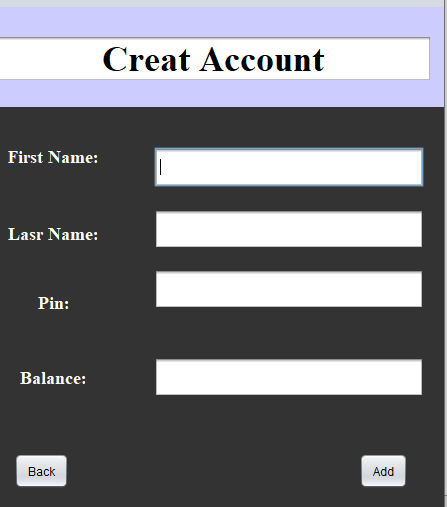 Creat Account
First Name:
Lasr Name:
Pin:
Balance:
Back
Add